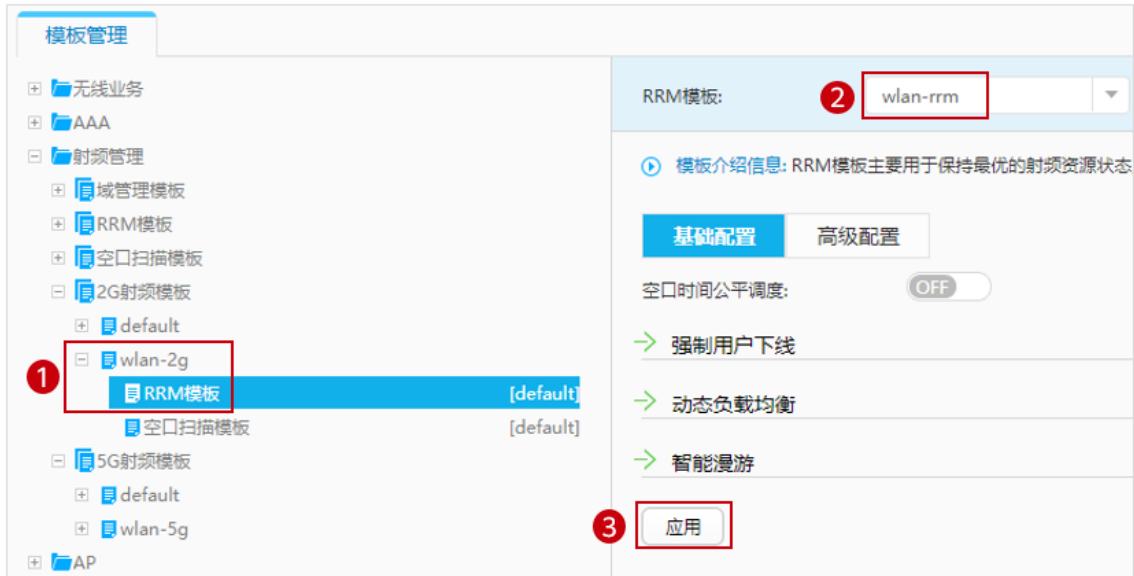 模板管理
无线业务
AAA
射频管理
域管理模板
RRM模板
空口扫描模板
2G射频模板
default
wlan-2g
1
RRM模板 [default]
空口扫描模板 [default]
5G射频模板
default
wlan-5g
AP
RRM模板: 2 wlan-rrm
模板介绍信息: RRM模板主要用于保持最优的射频资源状态
基础配置 高级配置
空口时间公平调度: OFF
强制用户下线
动态负载均衡
智能漫游
3 应用